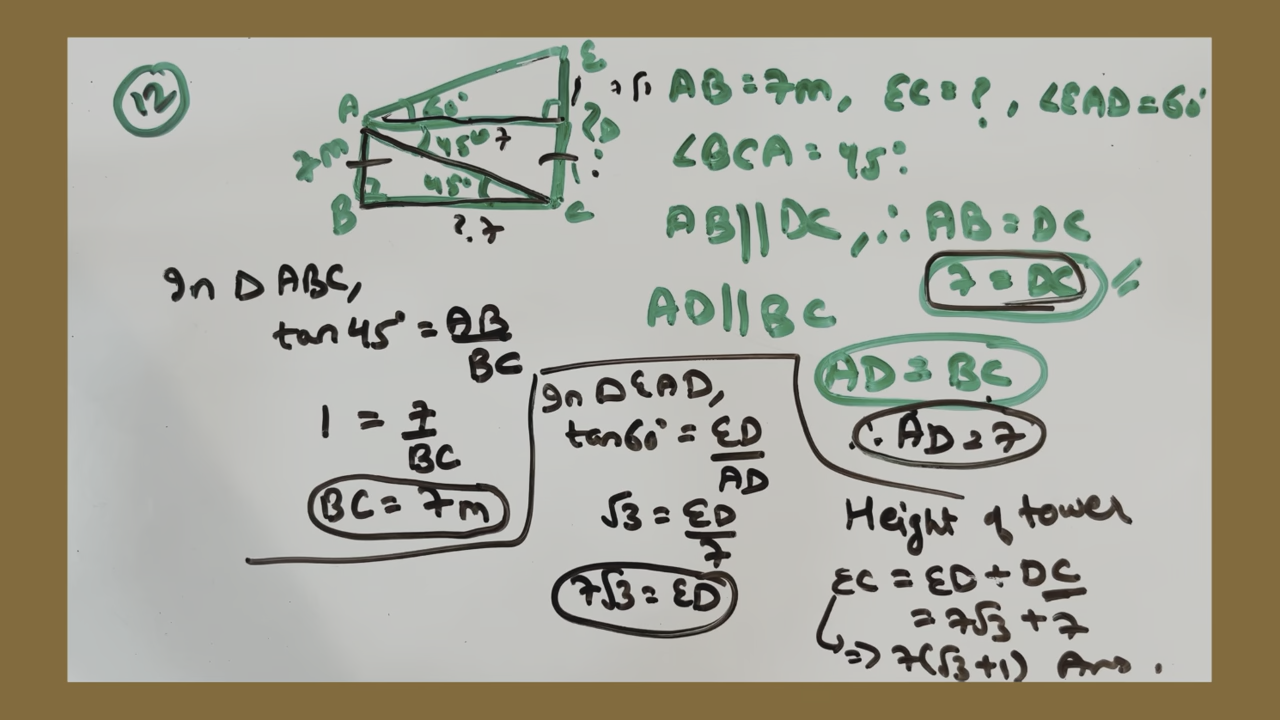 12
E
A
60°
7√3
D
45°
7
7m
?
45°
B
C
?.7
AB = 7m, EC = ?, ∠EAD = 60°
∠BCA = 45°
AB || DC, ∴ AB = DC
7 = DC
AD || BC
AD = BC
∴ AD = 7
In Δ ABC,
tan 45° = AB/BC
1 = 7/BC
BC = 7m
In Δ EAD,
tan 60° = ED/AD
√3 = ED/7
7√3 = ED
Height of tower
EC = ED + DC
= 7√3 + 7
=> 7(√3+1) Ans.